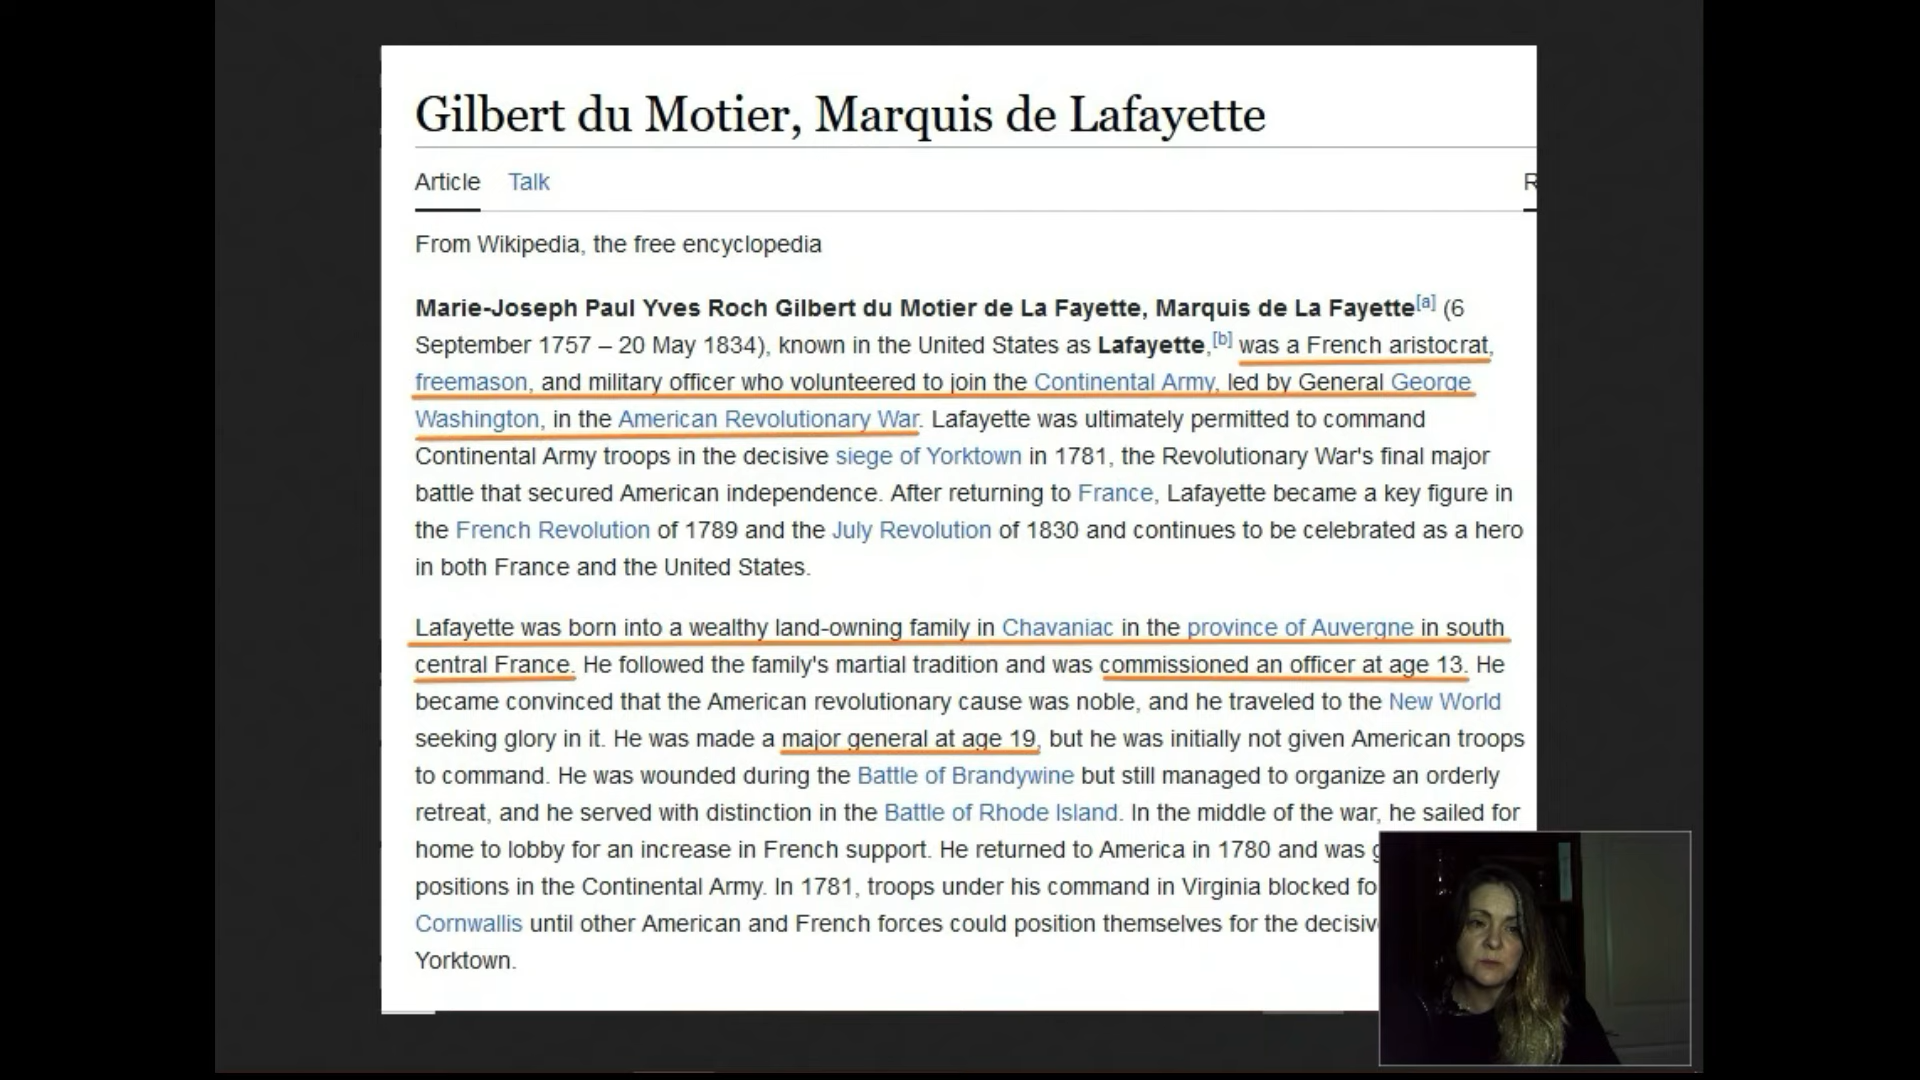 Gilbert du Motier, Marquis de Lafayette
Article Talk
From Wikipedia, the free encyclopedia
Marie-Joseph Paul Yves Roch Gilbert du Motier de La Fayette, Marquis de La Fayette[a] (6
September 1757 – 20 May 1834), known in the United States as Lafayette,[b] was a French aristocrat,
freemason, and military officer who volunteered to join the Continental Army, led by General George
Washington, in the American Revolutionary War. Lafayette was ultimately permitted to command
Continental Army troops in the decisive siege of Yorktown in 1781, the Revolutionary War's final major
battle that secured American independence. After returning to France, Lafayette became a key figure in
the French Revolution of 1789 and the July Revolution of 1830 and continues to be celebrated as a hero
in both France and the United States.
Lafayette was born into a wealthy land-owning family in Chavaniac in the province of Auvergne in south
central France. He followed the family's martial tradition and was commissioned an officer at age 13. He
became convinced that the American revolutionary cause was noble, and he traveled to the New World
seeking glory in it. He was made a major general at age 19, but he was initially not given American troops
to command. He was wounded during the Battle of Brandywine but still managed to organize an orderly
retreat, and he served with distinction in the Battle of Rhode Island. In the middle of the war, he sailed for
home to lobby for an increase in French support. He returned to America in 1780 and was
positions in the Continental Army. In 1781, troops under his command in Virginia blocked
Cornwallis until other American and French forces could position themselves for the
Yorktown.